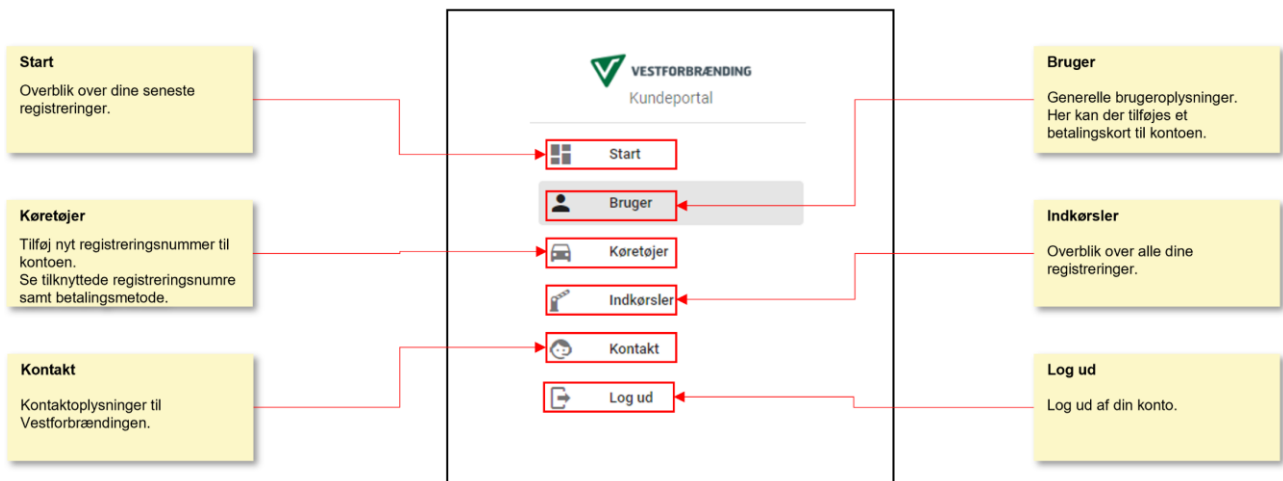 Start
Overblik over dine seneste
registreringer.
Køretøjer
Tilføj nyt registreringsnummer til
kontoen.
Se tilknyttede registreringsnumre
samt betalingsmetode.
Kontakt
Kontaktoplysninger til
Vestforbrændingen.
VESTFORBRÆNDING
Kundeportal
Start
Bruger
Køretøjer
Indkørsler
Kontakt
Log ud
Bruger
Generelle brugeroplysninger.
Her kan der tilføjes et
betalingskort til kontoen.
Indkørsler
Overblik over alle dine
registreringer.
Log ud
Log ud af din konto.